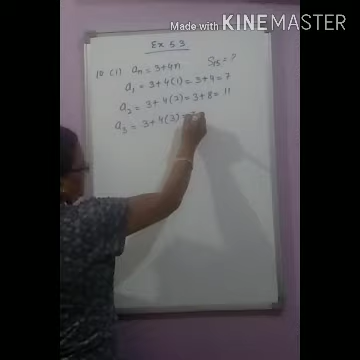 Made with KINEMASTER
Ex 5.3
10. (1) an = 3+4n S15 = ?
a1 = 3+4(1) = 3+4 = 7
a2 = 3+4(2) = 3+8 = 11
a3 = 3+4(3) =